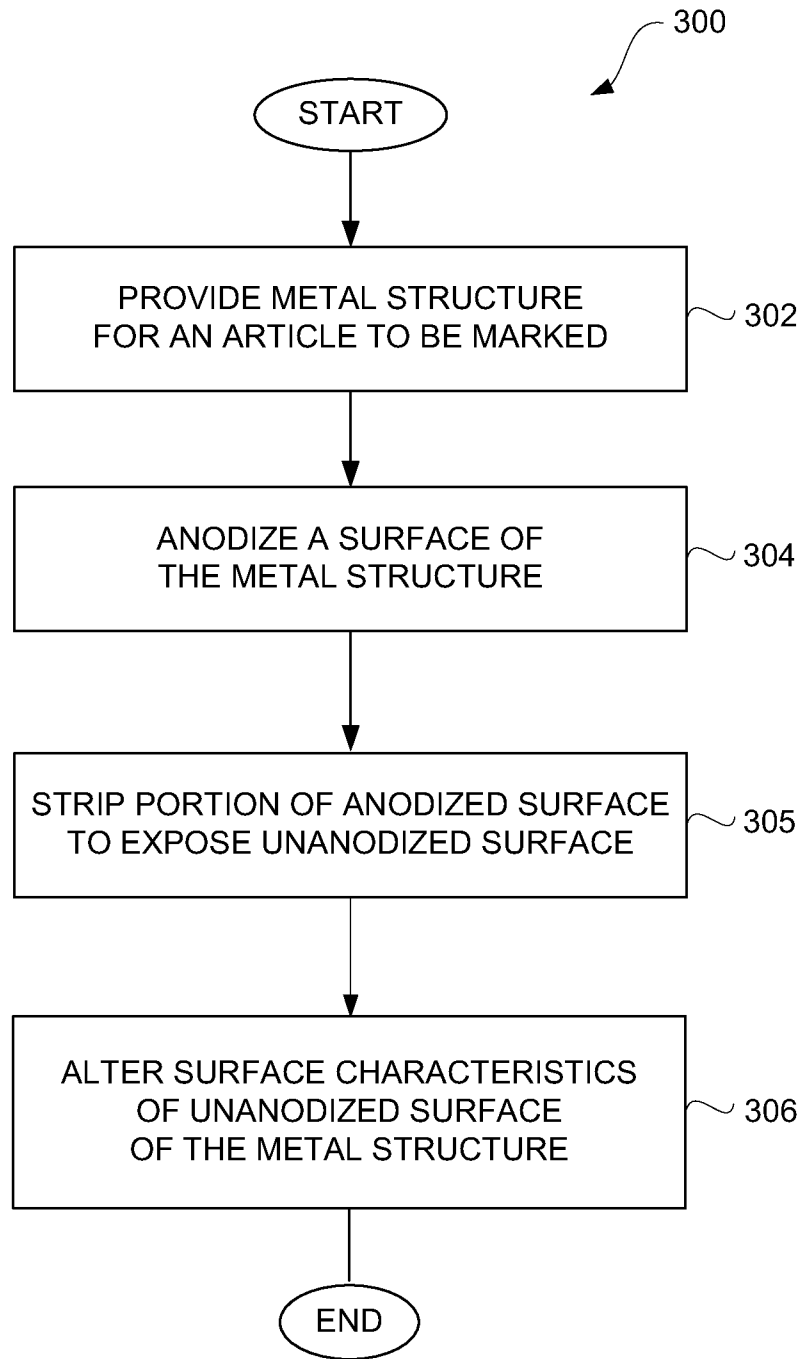 300
START
PROVIDE METAL STRUCTURE
FOR AN ARTICLE TO BE MARKED
302
ANODIZE A SURFACE OF
THE METAL STRUCTURE
304
STRIP PORTION OF ANODIZED SURFACE
TO EXPOSE UNANODIZED SURFACE
305
ALTER SURFACE CHARACTERISTICS
OF UNANODIZED SURFACE
OF THE METAL STRUCTURE
306
END